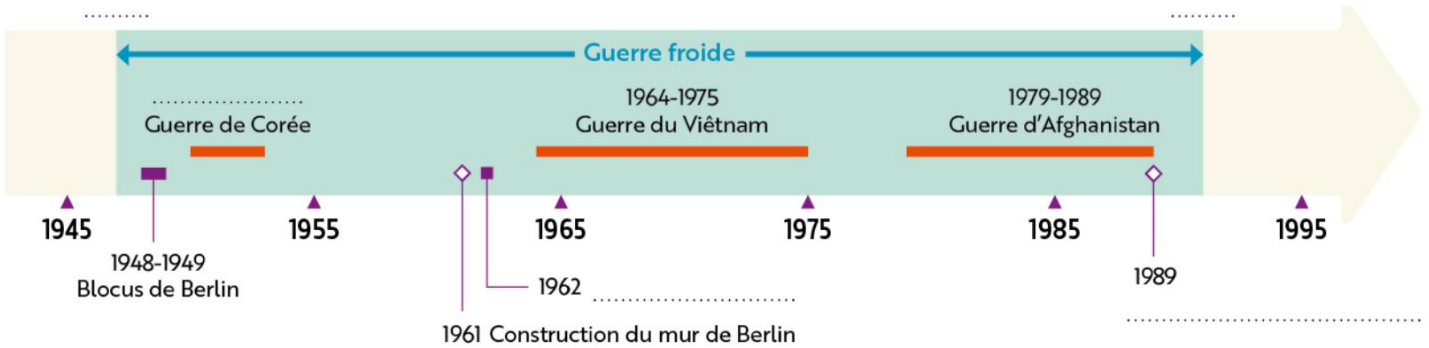 Guerre froide
1964-1975
1979-1989
Guerre de Corée
Guerre du Viêtnam
Guerre d'Afghanistan
1945
1955
1965
1975
1985
1995
1948-1949
Blocus de Berlin
1962
1989
1961 Construction du mur de Berlin